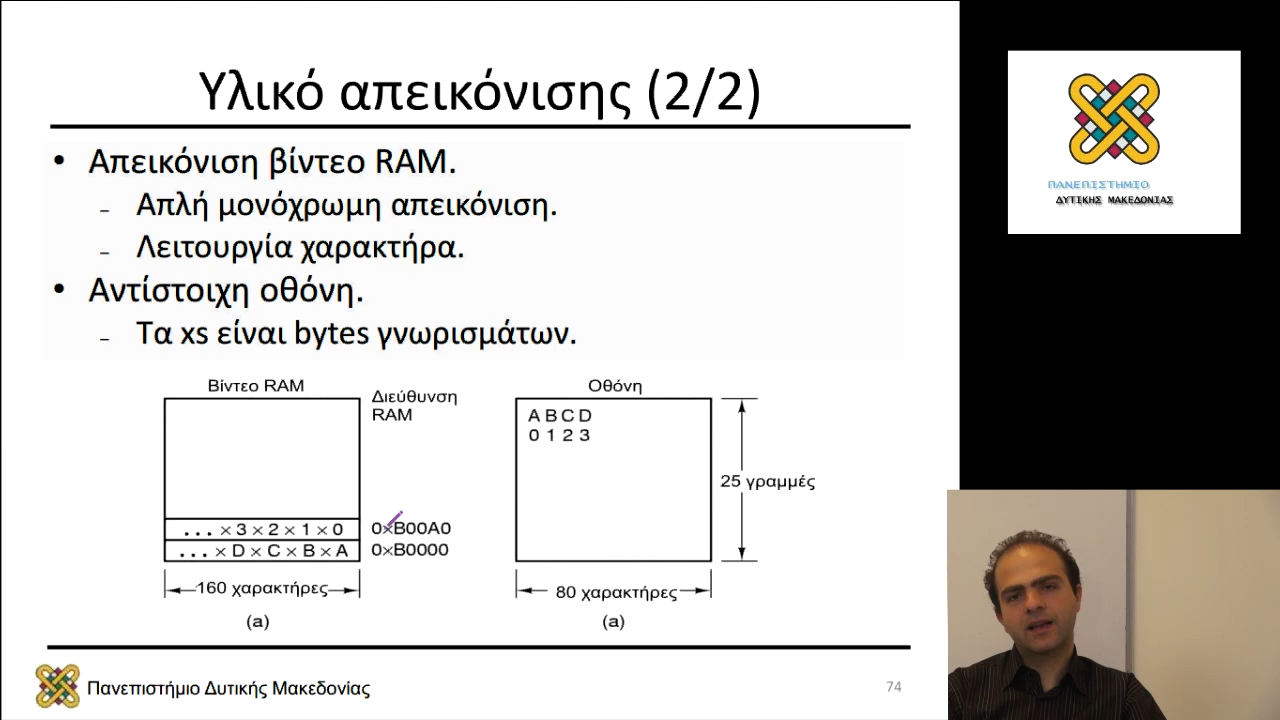 Υλικό απεικόνισης (2/2)
• Απεικόνιση βίντεο RAM.
– Απλή μονόχρωμη απεικόνιση.
– Λειτουργία χαρακτήρα.
• Αντίστοιχη οθόνη.
– Τα xs είναι bytes γνωρισμάτων.
Βίντεο RAM
Διεύθυνση
RAM
... ×3×2×1×0 0×B00A0
... ×D×C×B×A 0×B0000
160 χαρακτήρες
(a)
Οθόνη
A B C D
0 1 2 3
25 γραμμές
80 χαρακτήρες
(a)
Πανεπιστήμιο Δυτικής Μακεδονίας
74
ΠΑΝΕΠΙΣΤΗΜΙΟ
ΔΥΤΙΚΗΣ ΜΑΚΕΔΟΝΙΑΣ